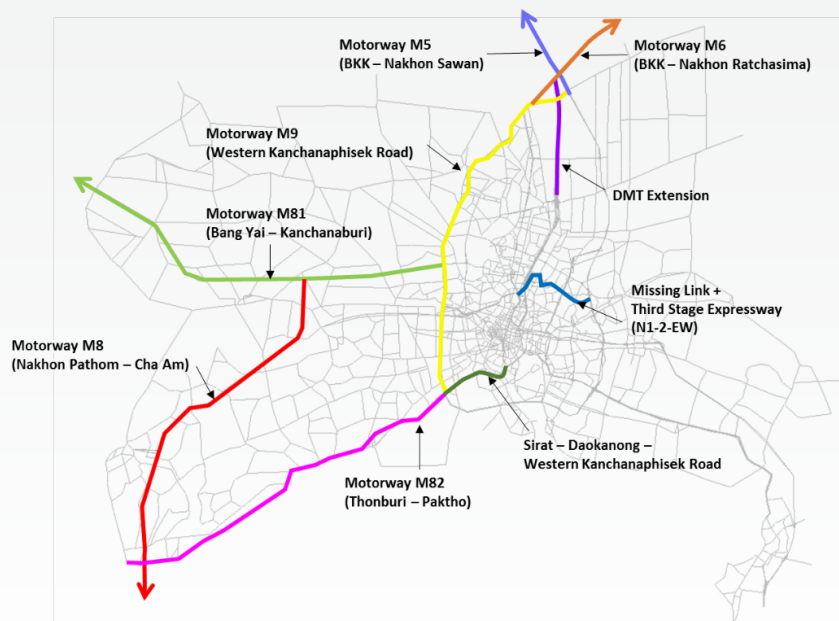 Motorway M5
(BKK – Nakhon Sawan)
Motorway M6
(BKK – Nakhon Ratchasima)
Motorway M9
(Western Kanchanaphisek Road)
DMT Extension
Motorway M81
(Bang Yai – Kanchanaburi)
Missing Link +
Third Stage Expressway
(N1-2-EW)
Motorway M8
(Nakhon Pathom – Cha Am)
Sirat – Daokanong –
Western Kanchanaphisek Road
Motorway M82
(Thonburi – Paktho)